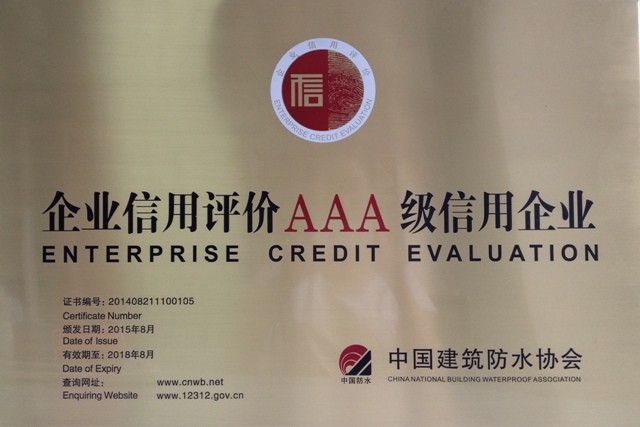 企业信用评价
信
ENTERPRISE CREDIT EVALUATION
企业信用评价AAA级信用企业
ENTERPRISE CREDIT EVALUATION
证书编号：201408211100105
Certificate Number
颁发日期：2015年8月
Date of Issue
有效期至：2018年8月
Date of Expiry
查询网址： www.cnwb.net
Enquiring Website www.12312.gov.cn
中国防水
中国建筑防水协会
CHINA NATIONAL BUILDING WATERPROOF ASSOCIATION